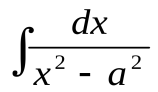 ∫ dx / (x² - a²)